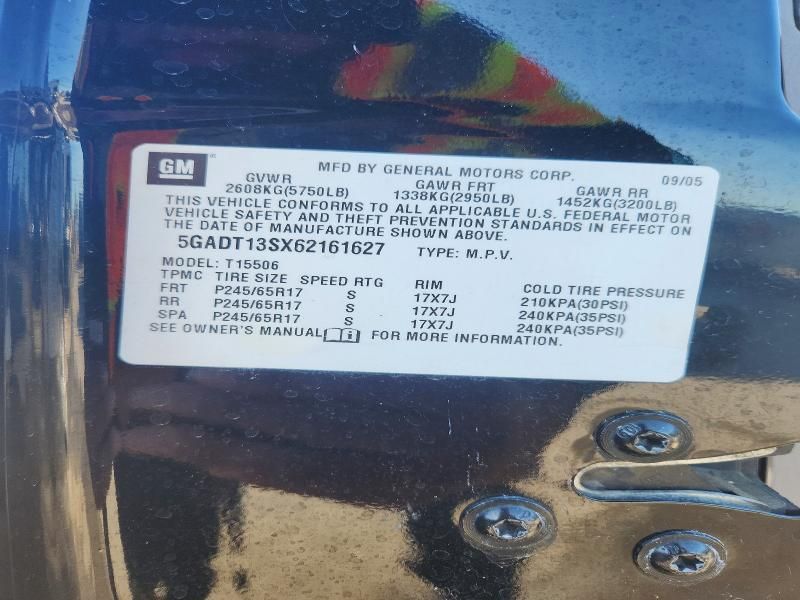 GM MFD BY GENERAL MOTORS CORP. 09/05
GVWR GAWR FRT GAWR RR
2608KG(5750LB) 1338KG(2950LB) 1452KG(3200LB)
THIS VEHICLE CONFORMS TO ALL APPLICABLE U.S. FEDERAL MOTOR
VEHICLE SAFETY AND THEFT PREVENTION STANDARDS IN EFFECT ON
THE DATE OF MANUFACTURE SHOWN ABOVE.
5GADT13SX62161627 TYPE: M.P.V.
MODEL: T15506
TPMC TIRE SIZE SPEED RTG RIM COLD TIRE PRESSURE
FRT P245/65R17 S 17X7J 210KPA(30PSI)
RR P245/65R17 S 17X7J 240KPA(35PSI)
SPA P245/65R17 S 17X7J 240KPA(35PSI)
SEE OWNER'S MANUAL FOR MORE INFORMATION.